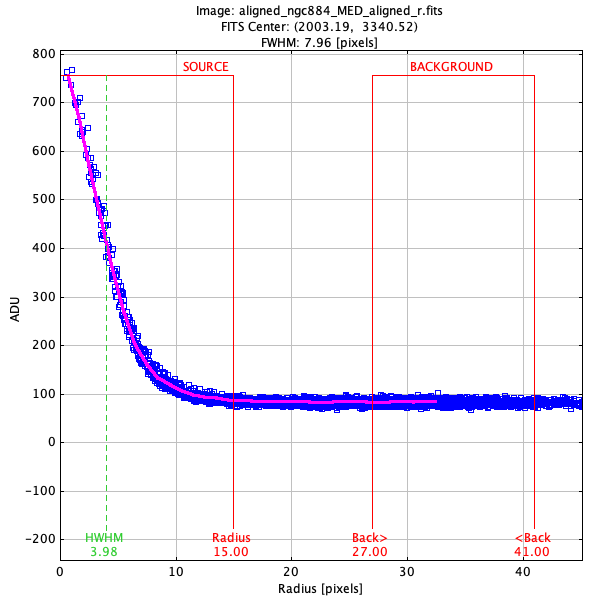 Image: aligned_ngc884_MED_aligned_r.fits
FITS Center: (2003.19, 3340.52)
FWHM: 7.96 [pixels]
800
SOURCE
BACKGROUND
700
600
500
400
300
ADU
200
100
0
-100
-200
HWHM
3.98
Radius
15.00
Back>
27.00
<Back
41.00
0
10
20
30
40
Radius [pixels]